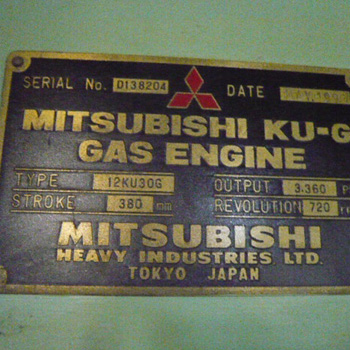 SERIAL No. D138204 DATE
MITSUBISHI KU-G
GAS ENGINE
TYPE 12KU30G OUTPUT 3.360
STROKE 380 mm REVOLUTION 720
MITSUBISHI
HEAVY INDUSTRIES LTD.
TOKYO JAPAN